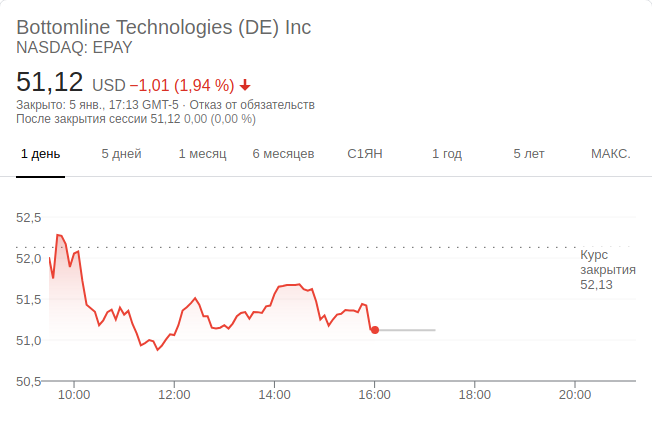 Bottomline Technologies (DE) Inc
NASDAQ: EPAY
51,12 USD −1,01 (1,94 %)
Закрыто: 5 янв., 17:13 GMT-5 · Отказ от обязательств
После закрытия сессии 51,12 0,00 (0,00 %)
1 день 5 дней 1 месяц 6 месяцев С1ЯН 1 год 5 лет МАКС.
52,5
52,0
51,5
51,0
50,5
Курс
закрытия
52,13
10:00 12:00 14:00 16:00 18:00 20:00